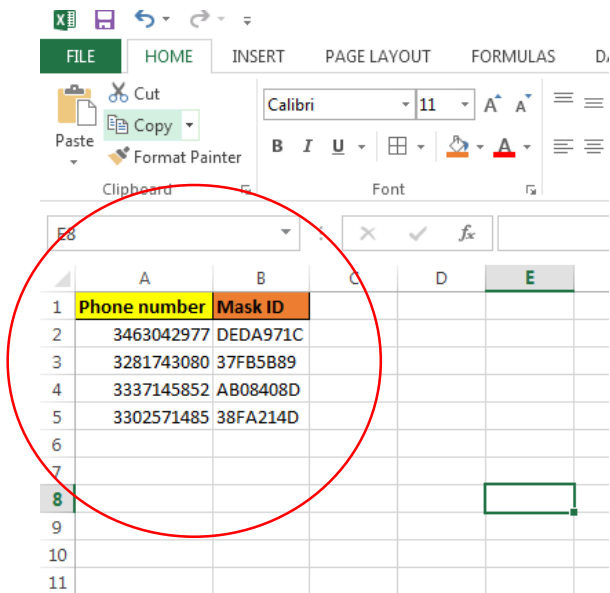 FILE HOME INSERT PAGE LAYOUT FORMULAS
Cut
Copy
Paste
Format Painter
Calibri 11 A A
B I U A
Clipboard Font
E8 fx
A B C D E
1 Phone number Mask ID
2 3463042977 DEDA971C
3 3281743080 37FB5B89
4 3337145852 AB08408D
5 3302571485 38FA214D
6
7
8
9
10
11